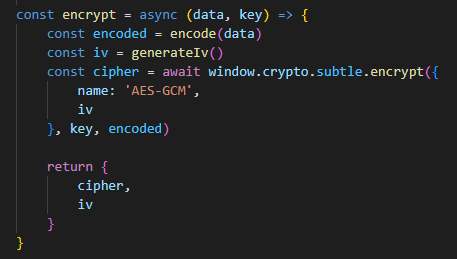 const encrypt = async (data, key) => {
    const encoded = encode(data)
    const iv = generateIv()
    const cipher = await window.crypto.subtle.encrypt({
        name: 'AES-GCM',
        iv
    }, key, encoded)

    return {
        cipher,
        iv
    }
}